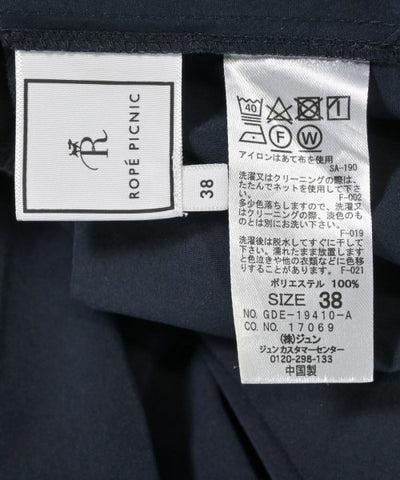 R
ROPÉ PICNIC
38
40
F W
アイロンはあて布を使用
SA-190
洗濯又はクリーニングの際は、
たたんでネットを使用して下
さい。 F-002
多少色落ちしますので、洗濯又
はクリーニングの際、淡色のも
のとは別にお洗い下さい。
F-019
洗濯後は脱水してすぐに干して
下さい。濡れたまま放置します
と色泣きや他の衣類などに色移
りすることがあります。 F-021
ポリエステル 100%
SIZE 38
NO. GDE-19410-A
CO. NO. 17069
(株)ジュン
ジュンカスタマーセンター
0120-298-133
中国製